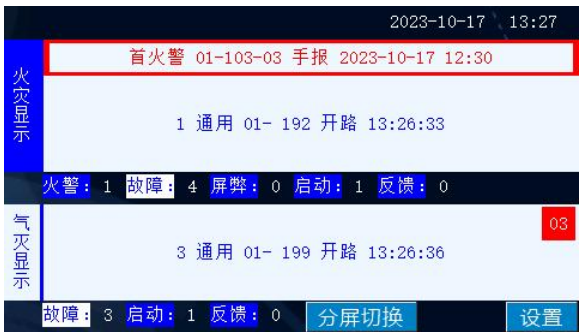 2023-10-17 13:27
首火警 01-103-03 手报 2023-10-17 12:30
火灾显示
1 通用 01- 192 开路 13:26:33
火警: 1 故障: 4 屏弊: 0 启动: 1 反馈: 0
气灭显示
03
3 通用 01- 199 开路 13:26:36
故障: 3 启动: 1 反馈: 0 分屏切换 设置